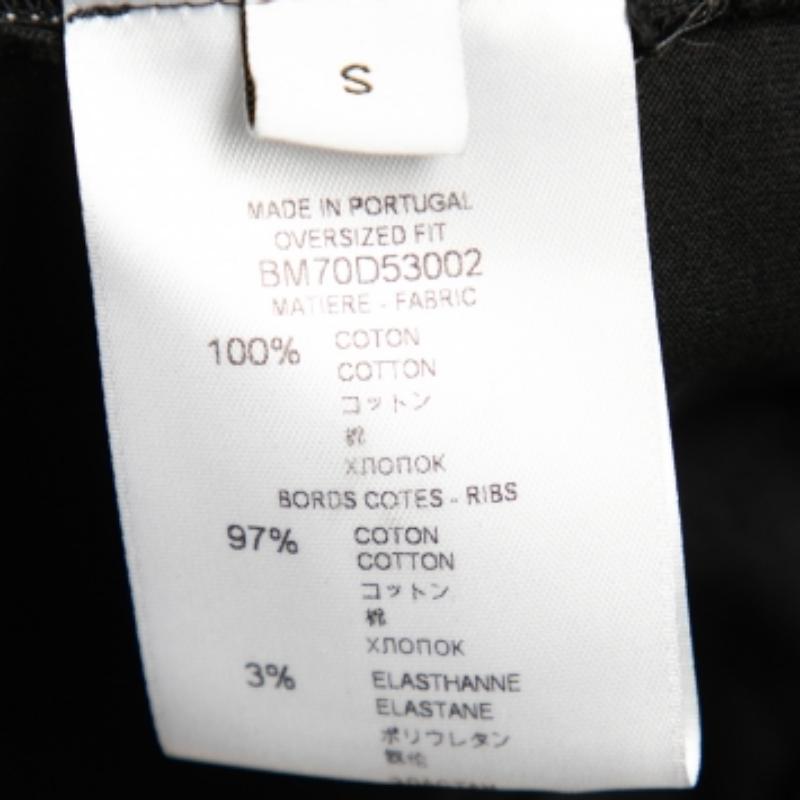 S
MADE IN PORTUGAL
OVERSIZED FIT
BM70D53002
MATIERE - FABRIC
100% COTON
COTTON
コットン
棉
ХЛОПОК
BORDS COTES - RIBS
97% COTON
COTTON
コットン
棉
ХЛОПОК
3% ELASTHANNE
ELASTANE
ポリウレタン